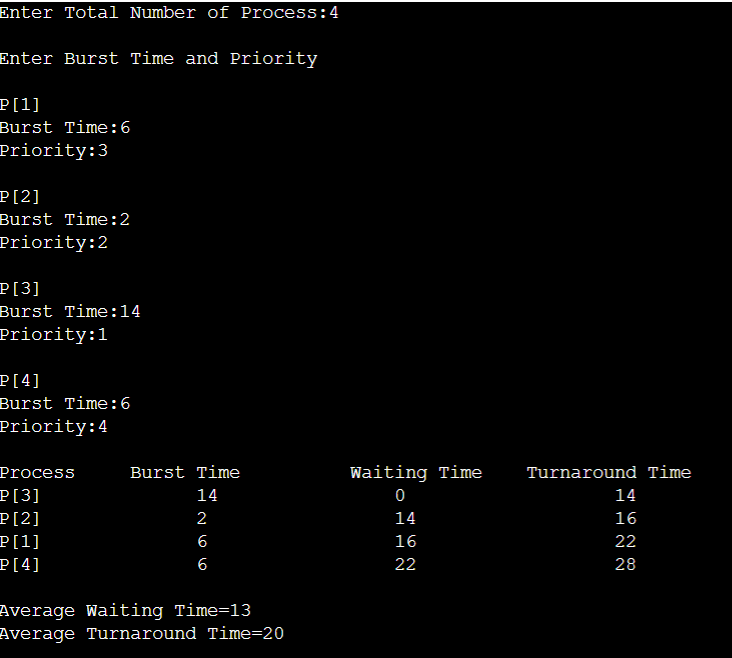 Enter Total Number of Process:4
Enter Burst Time and Priority
P[1]
Burst Time:6
Priority:3
P[2]
Burst Time:2
Priority:2
P[3]
Burst Time:14
Priority:1
P[4]
Burst Time:6
Priority:4
Process Burst Time Waiting Time Turnaround Time
P[3] 14 0 14
P[2] 2 14 16
P[1] 6 16 22
P[4] 6 22 28
Average Waiting Time=13
Average Turnaround Time=20